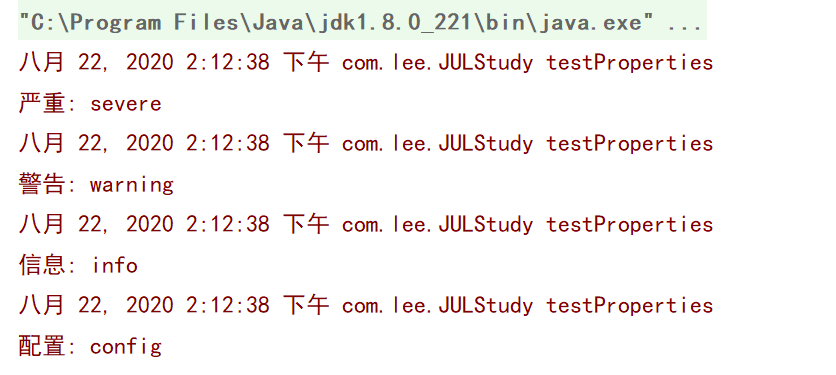 "C:\Program Files\Java\jdk1.8.0_221\bin\java.exe" ...
八月 22, 2020 2:12:38 下午 com.lee.JULStudy testProperties
严重: severe
八月 22, 2020 2:12:38 下午 com.lee.JULStudy testProperties
警告: warning
八月 22, 2020 2:12:38 下午 com.lee.JULStudy testProperties
信息: info
八月 22, 2020 2:12:38 下午 com.lee.JULStudy testProperties
配置: config